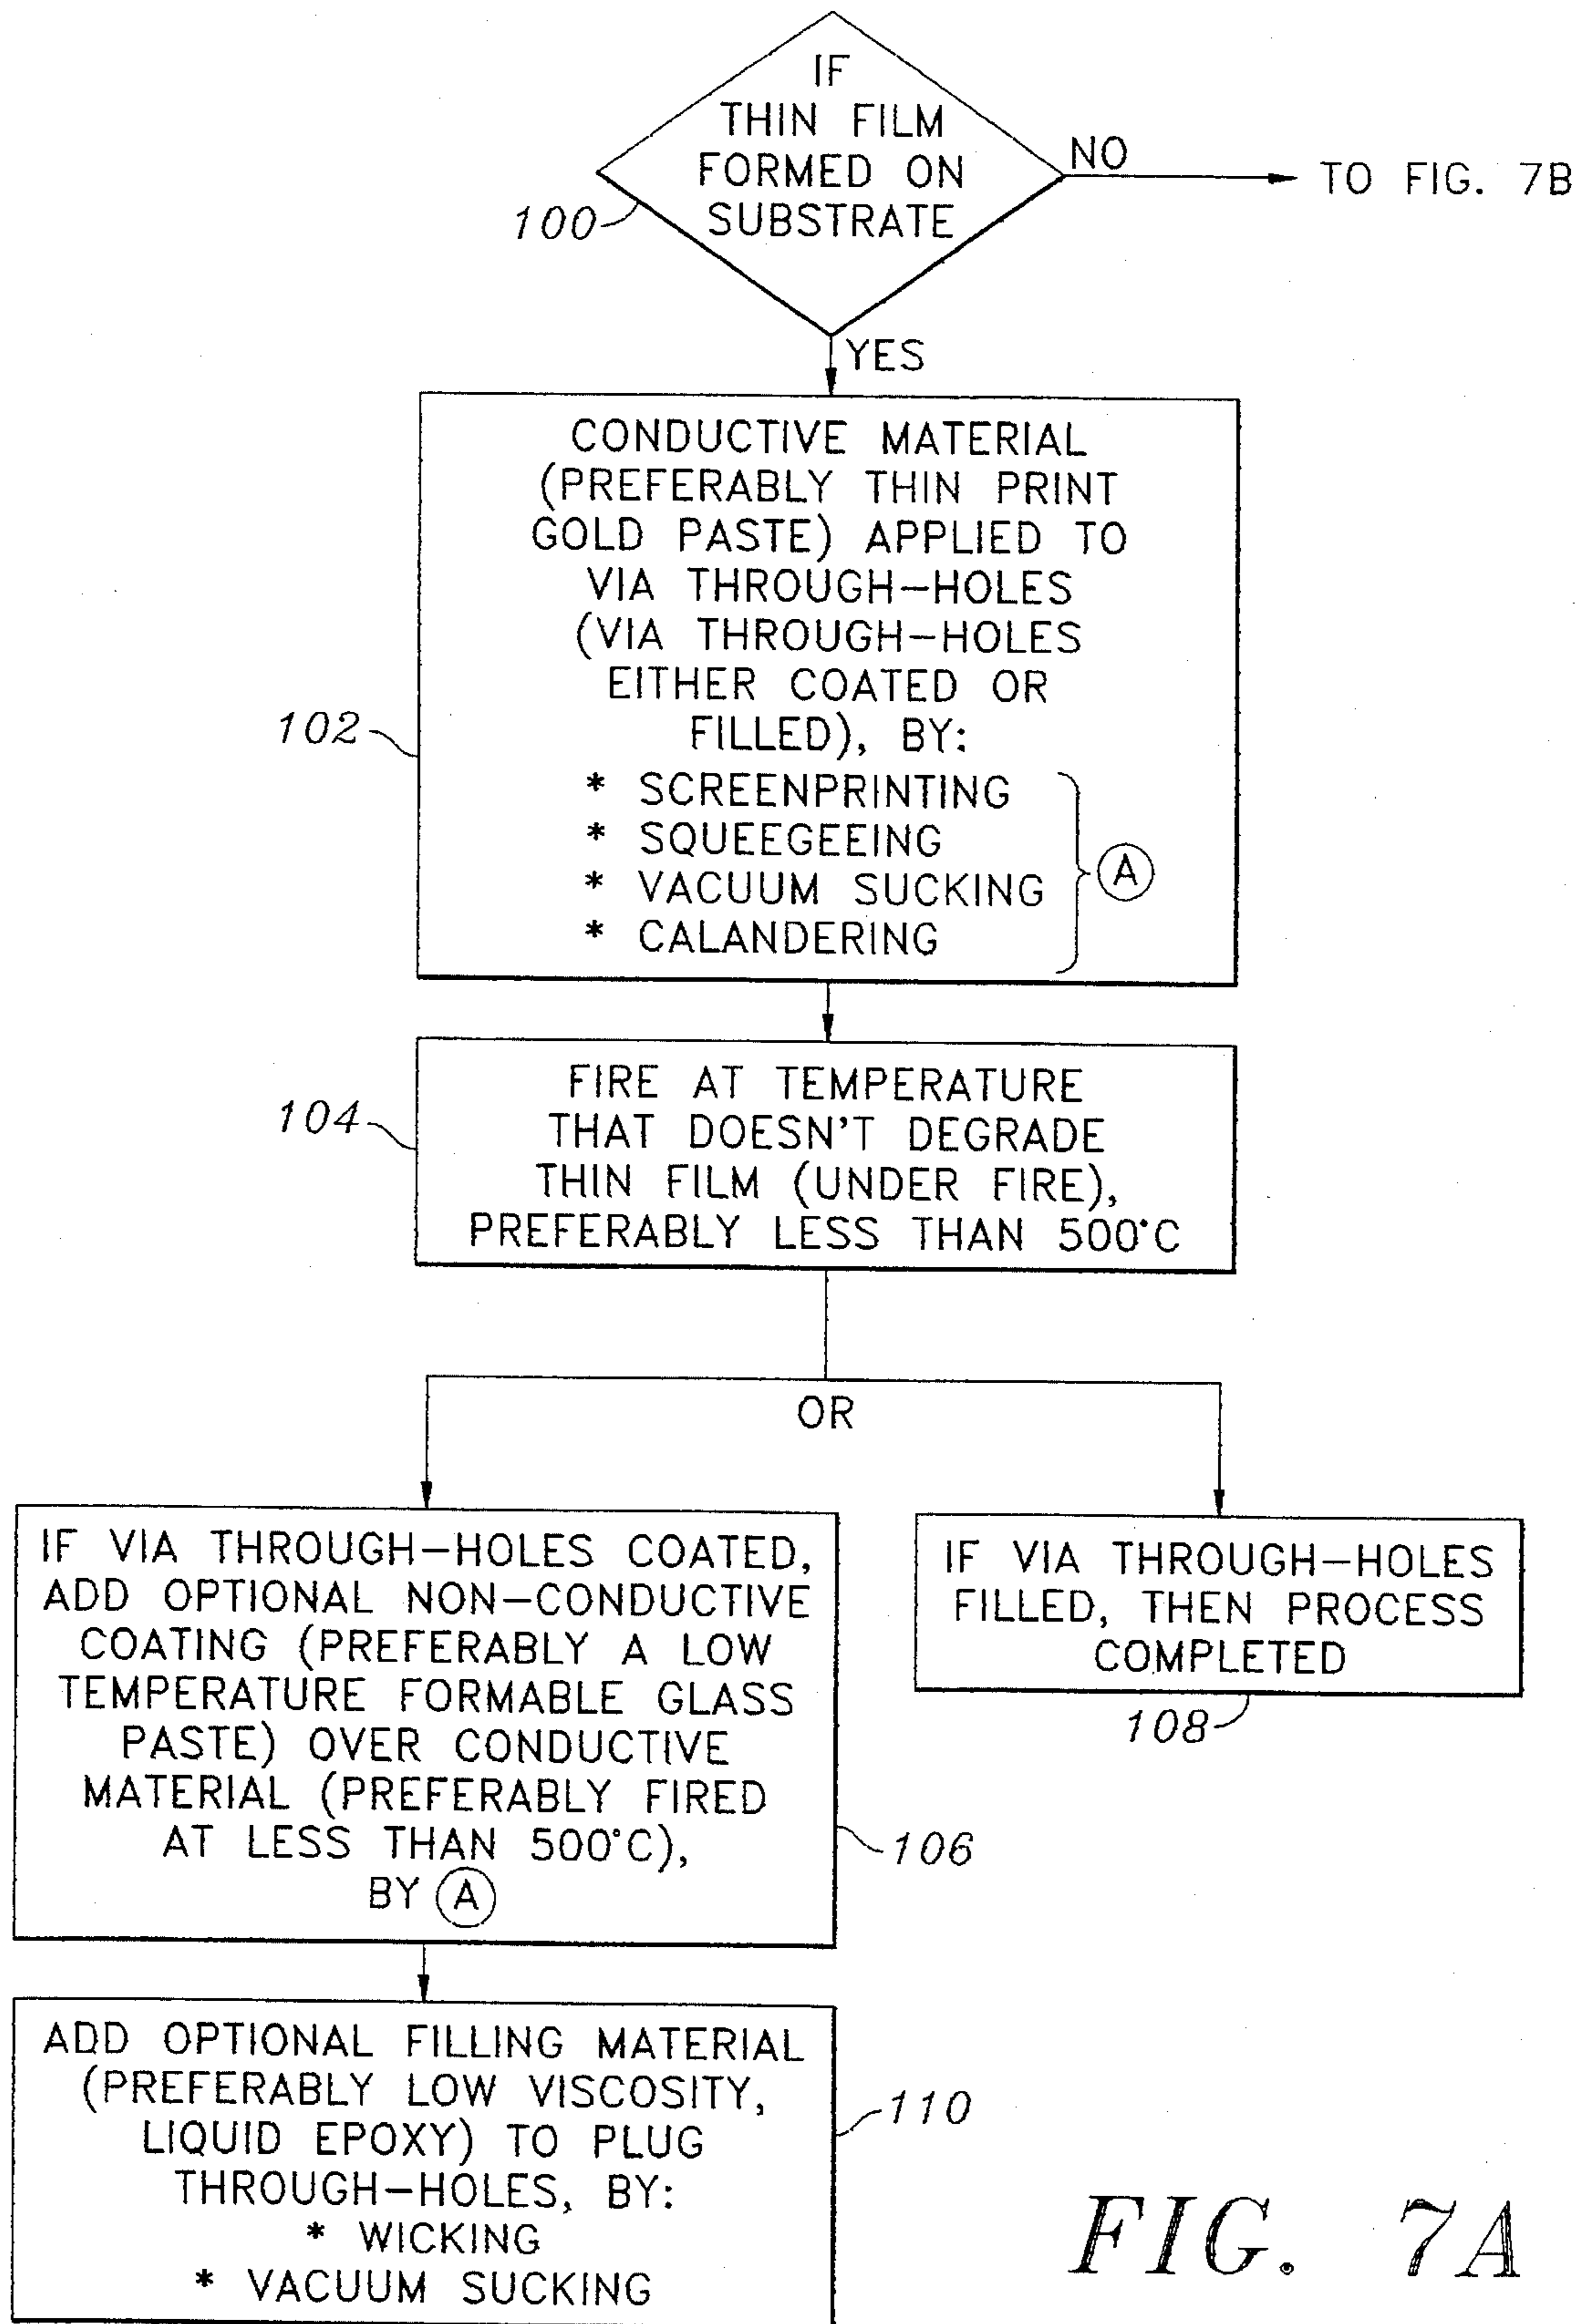 IF
THIN FILM
FORMED ON
SUBSTRATE
NO
TO FIG. 7B
100
YES
CONDUCTIVE MATERIAL
(PREFERABLY THIN PRINT
GOLD PASTE) APPLIED TO
VIA THROUGH-HOLES
(VIA THROUGH-HOLES
EITHER COATED OR
FILLED), BY:
* SCREENPRINTING
* SQUEEGEEING
* VACUUM SUCKING
* CALANDERING
A
102
FIRE AT TEMPERATURE
THAT DOESN'T DEGRADE
THIN FILM (UNDER FIRE),
PREFERABLY LESS THAN 500°C
104
OR
IF VIA THROUGH-HOLES COATED,
ADD OPTIONAL NON-CONDUCTIVE
COATING (PREFERABLY A LOW
TEMPERATURE FORMABLE GLASS
PASTE) OVER CONDUCTIVE
MATERIAL (PREFERABLY FIRED
AT LESS THAN 500°C),
BY A
106
IF VIA THROUGH-HOLES
FILLED, THEN PROCESS
COMPLETED
108
ADD OPTIONAL FILLING MATERIAL
(PREFERABLY LOW VISCOSITY,
LIQUID EPOXY) TO PLUG
THROUGH-HOLES, BY:
* WICKING
* VACUUM SUCKING
110
FIG. 7A